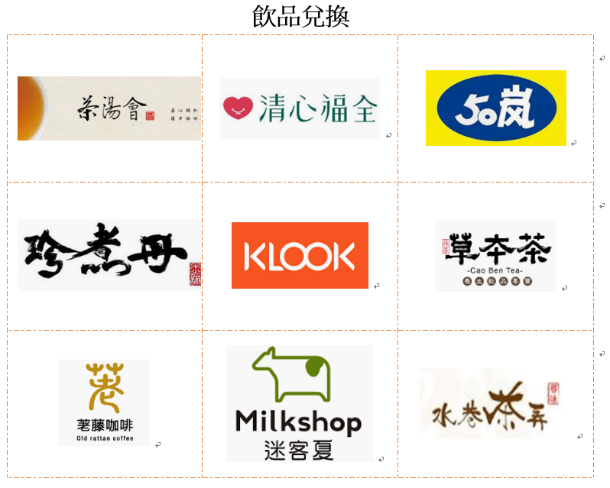 飲品兌換
茶湯會
清心福全
50嵐
珍煮丹
KLOOK
草本茶
-Cao Ben Tea-
荖藤咖啡
Old rattan coffee
Milkshop
迷客夏
水巷茶弄